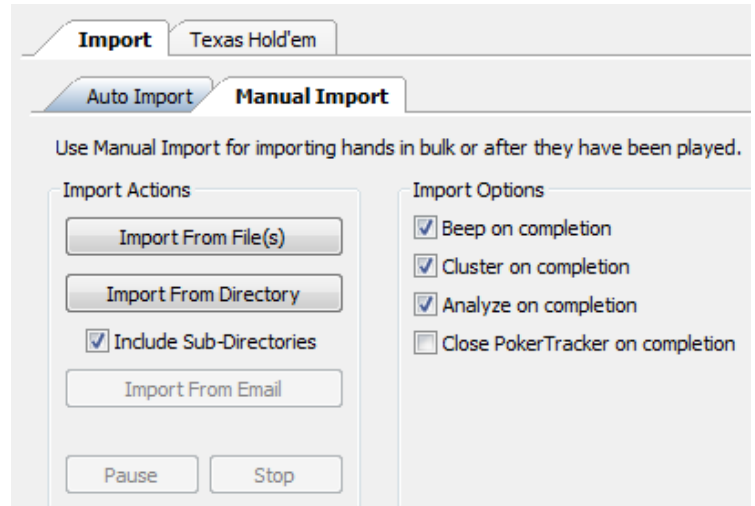 Import Texas Hold'em
Auto Import Manual Import
Use Manual Import for importing hands in bulk or after they have been played.
Import Actions
Import From File(s)
Import From Directory
Include Sub-Directories
Import From Email
Pause Stop
Import Options
Beep on completion
Cluster on completion
Analyze on completion
Close PokerTracker on completion